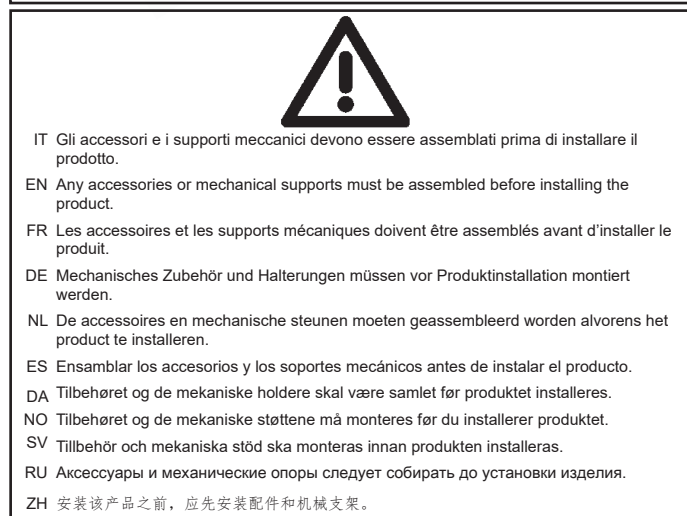 IT Gli accessori e i supporti meccanici devono essere assemblati prima di installare il
prodotto.
EN Any accessories or mechanical supports must be assembled before installing the
product.
FR Les accessoires et les supports mécaniques doivent être assemblés avant d’installer le
produit.
DE Mechanisches Zubehör und Halterungen müssen vor Produktinstallation montiert
werden.
NL De accessoires en mechanische steunen moeten geassembleerd worden alvorens het
product te installeren.
ES Ensamblar los accesorios y los soportes mecánicos antes de instalar el producto.
DA Tilbehøret og de mekaniske holdere skal være samlet før produktet installeres.
NO Tilbehøret og de mekaniske støttene må monteres før du installerer produktet.
SV Tillbehör och mekaniska stöd ska monteras innan produkten installeras.
RU Аксессуары и механические опоры следует собирать до установки изделия.
ZH 安装该产品之前，应先安装配件和机械支架。